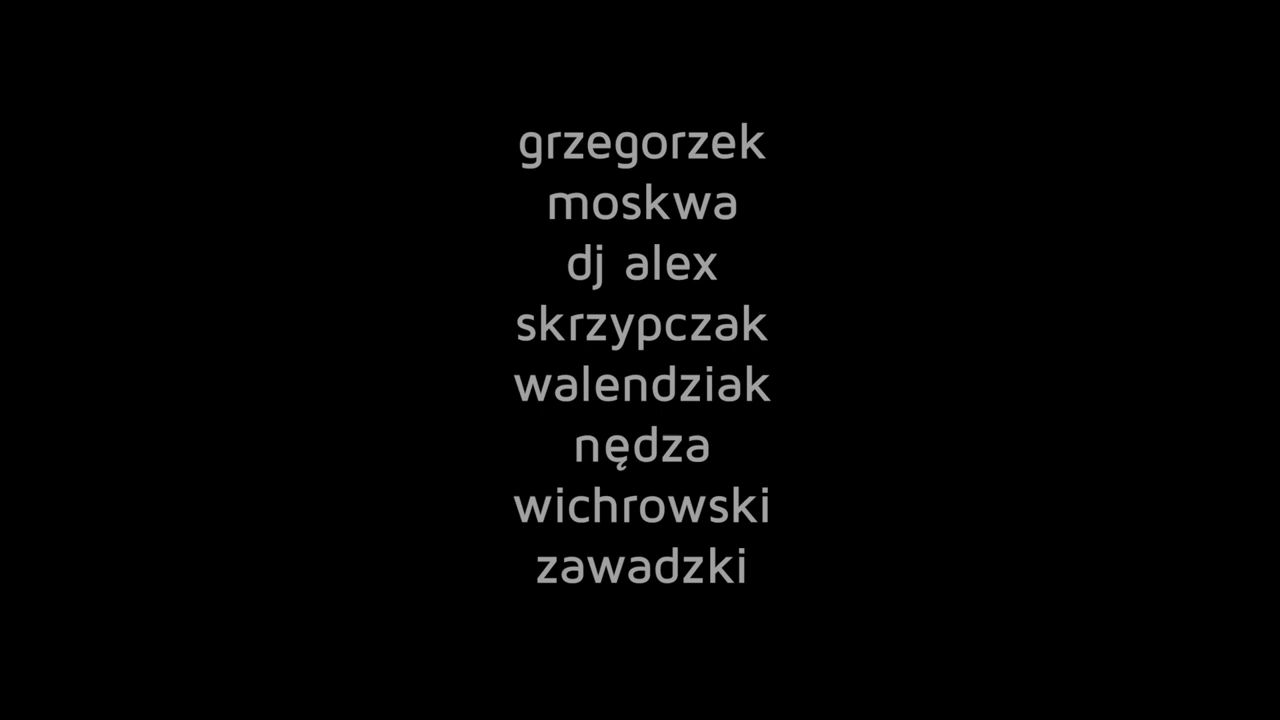 grzegorzek
moskwa
dj alex
skrzypczak
walendziak
nędza
wichrowski
zawadzki